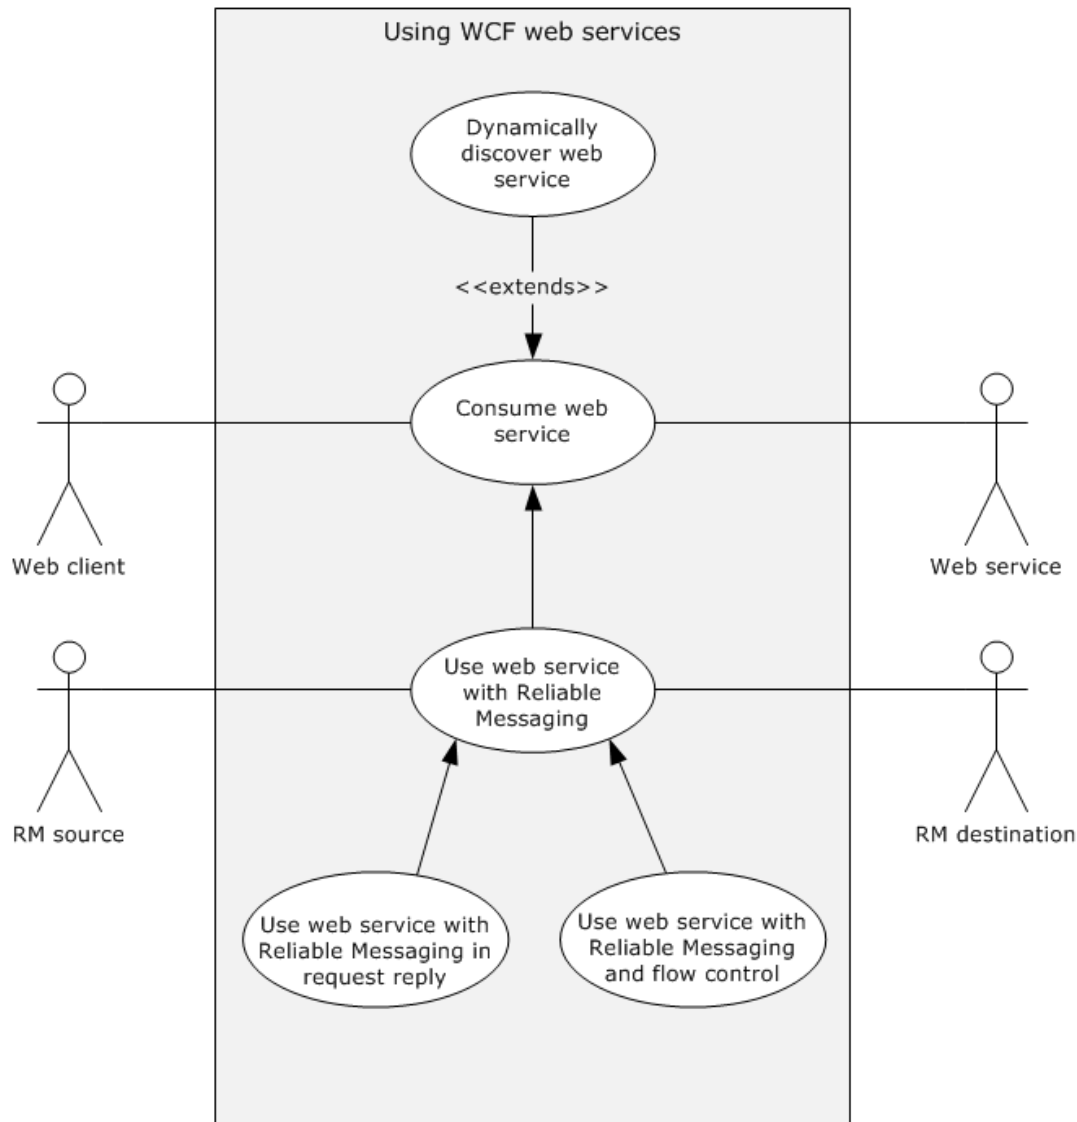 Using WCF web services
Dynamically
discover web
service
<<extends>>
Consume web
service
Web client
Web service
Use web service
with Reliable
Messaging
RM source
RM destination
Use web service with
Reliable Messaging in
request reply
Use web service with
Reliable Messaging
and flow control